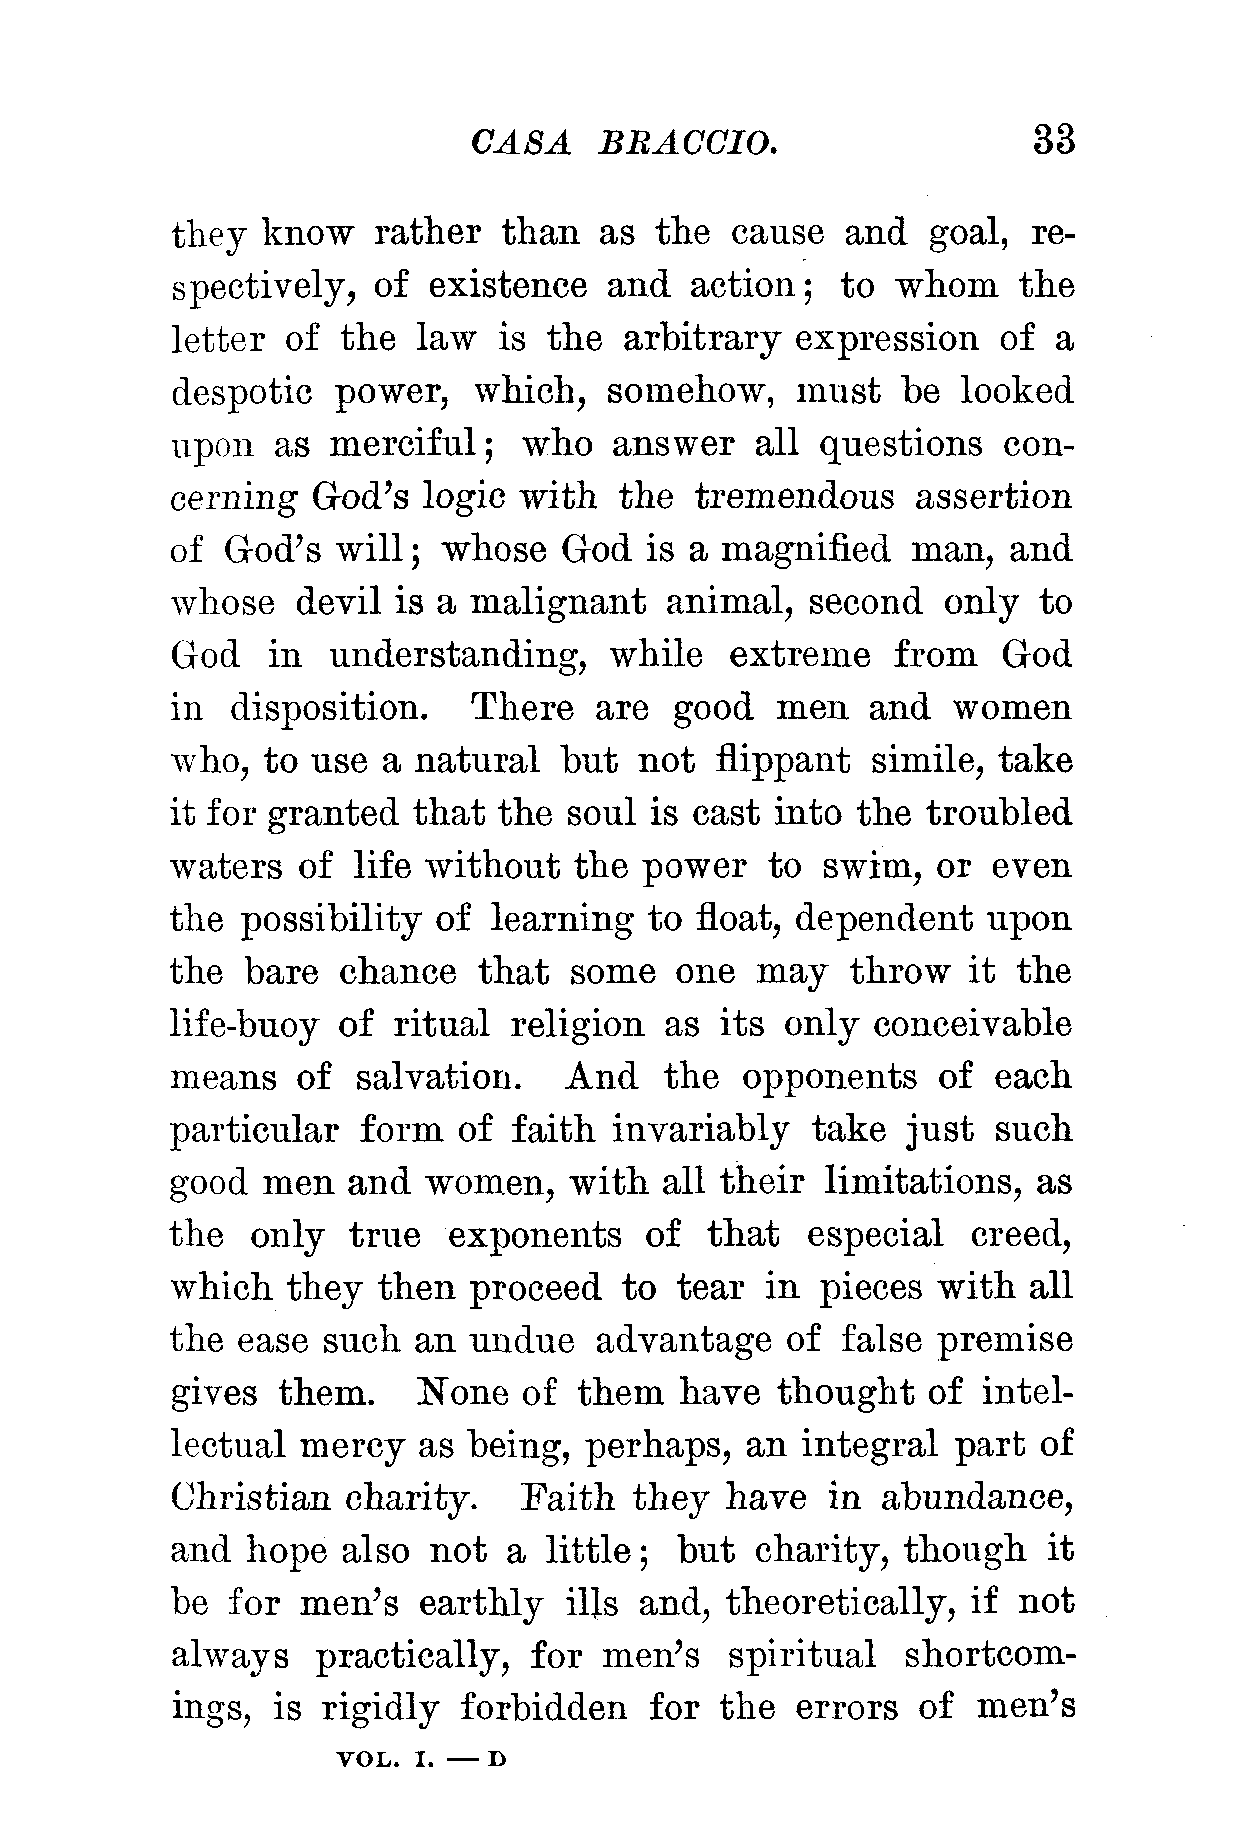 CASA BRACCIO. 33
they know rather than as the cause and goal, re-
spectively, of existence and action; to whom the
letter of the law is the arbitrary expression of a
despotic power, which, somehow, must be looked
upon as merciful; who answer all questions con-
cerning God's logic with the tremendous assertion
of God's will; whose God is a magnified man, and
whose devil is a malignant animal, second only to
God in understanding, while extreme from God
in disposition. There are good men and women
who, to use a natural but not flippant simile, take
it for granted that the soul is cast into the troubled
waters of life without the power to swim, or even
the possibility of learning to float, dependent upon
the bare chance that some one may throw it the
life-buoy of ritual religion as its only conceivable
means of salvation. And the opponents of each
particular form of faith invariably take just such
good men and women, with all their limitations, as
the only true exponents of that especial creed,
which they then proceed to tear in pieces with all
the ease such an undue advantage of false premise
gives them. None of them have thought of intel-
lectual mercy as being, perhaps, an integral part of
Christian charity. Faith they have in abundance,
and hope also not a little; but charity, though it
be for men's earthly ills and, theoretically, if not
always practically, for men's spiritual shortcom-
ings, is rigidly forbidden for the errors of men's
VOL. I. — D